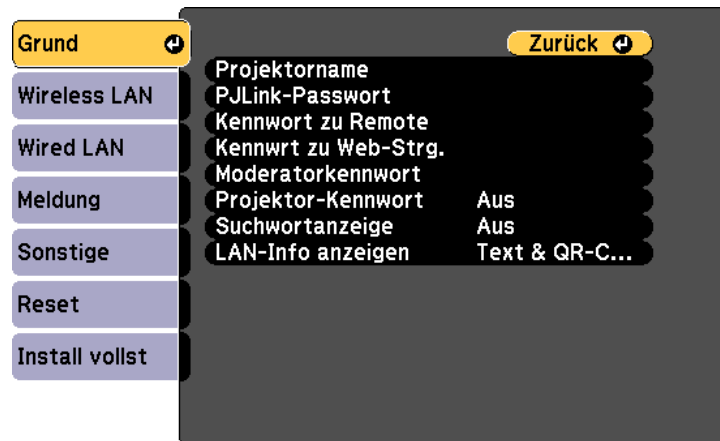 Grund
Wireless LAN
Wired LAN
Meldung
Sonstige
Reset
Install vollst
Zurück
Projektorname
PJLink-Passwort
Kennwort zu Remote
Kennwrt zu Web-Strg.
Moderatorkennwort
Projektor-Kennwort Aus
Suchwortanzeige Aus
LAN-Info anzeigen Text & QR-C...